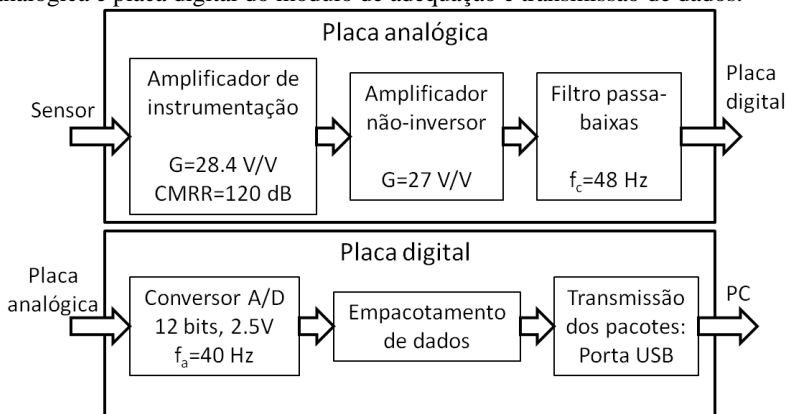 analógica e placa digital do módulo de adequação e transmissão de dados.
Placa analógica
Sensor
Amplificador de
instrumentação
G=28.4 V/V
CMRR=120 dB
Amplificador
não-inversor
G=27 V/V
Filtro passa-
baixas
fc=48 Hz
Placa
digital
Placa digital
Placa
analógica
Conversor A/D
12 bits, 2.5V
fa=40 Hz
Empacotamento
de dados
Transmissão
dos pacotes:
Porta USB
PC